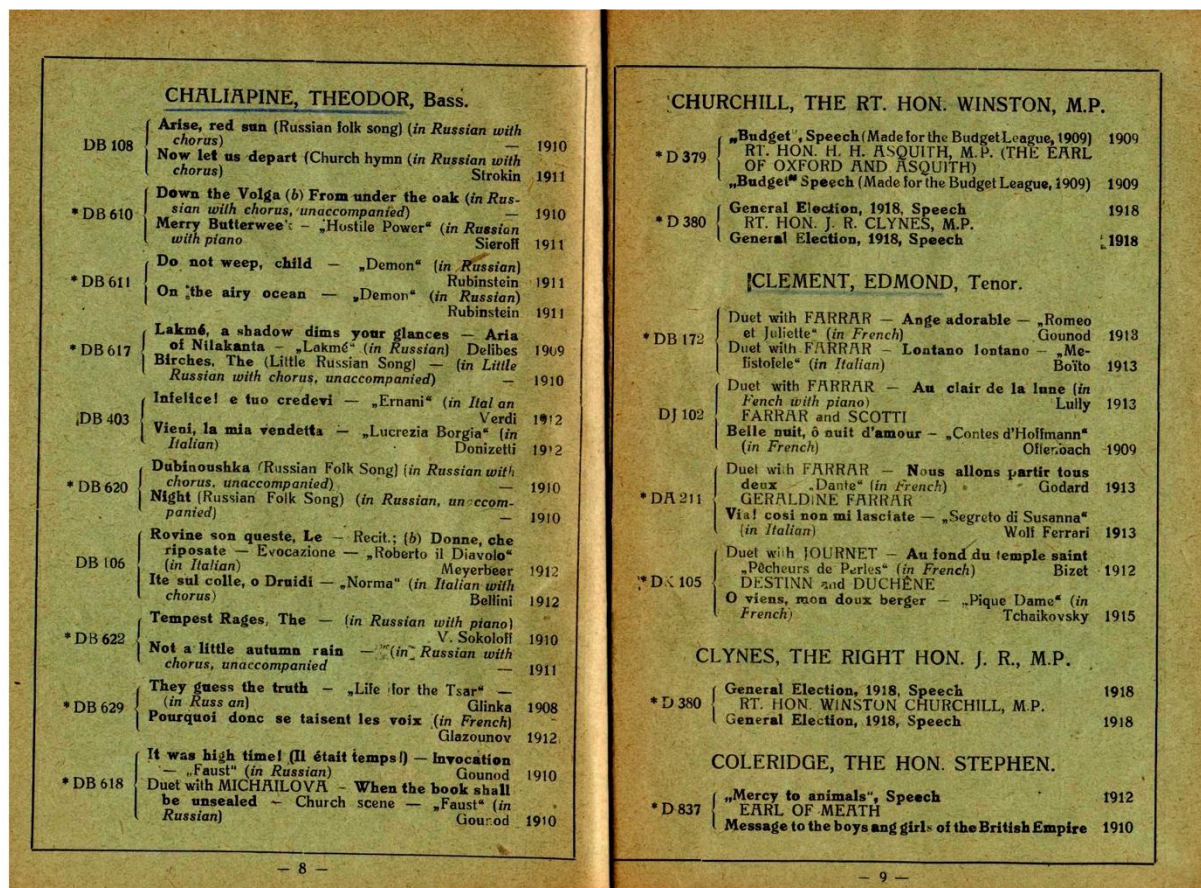 CHALIAPINE, THEODOR, Bass.
DB 108
Arise, red sun (Russian folk song) (in Russian with
chorus) — 1910
Now let us depart (Church hymn (in Russian with
chorus) Strokin 1911
* DB 610
Down the Volga (b) From under the oak (in Rus-
sian with chorus, unaccompanied) — 1910
Merry Butterwee — „Hostile Power“ (in Russian
with piano Sieroff 1911
* DB 611
Do not weep, child — „Demon“ (in Russian)
Rubinstein 1911
On the airy ocean — „Demon“ (in Russian)
Rubinstein 1911
* DB 617
Lakmé, a shadow dims your glances — Aria
of Nilakanta — „Lakmé“ (in Russian) Delibes 1909
Birches, The (Little Russian Song) — (in Little
Russian with chorus, unaccompanied) — 1910
DB 403
Infelice! e tuo credevi — „Ernani“ (in Ital an
Verdi 1912
Vieni, la mia vendetta — „Lucrezia Borgia“ (in
Italian) Donizetti 1912
* DB 620
Dubinoushka (Russian Folk Song) (in Russian with
chorus, unaccompanied) — 1910
Night (Russian Folk Song) (in Russian, unaccom-
panied) — 1910
DB 106
Rovine son queste, Le — Recit.; (b) Donne, che
riposate — Evocazione — „Roberto il Diavolo“
(in Italian) Meyerbeer 1912
Ite sul colle, o Druidi — „Norma“ (in Italian with
chorus) Bellini 1912
* DB 622
Tempest Rages, The — (in Russian with piano)
V. Sokoloff 1910
Not a little autumn rain — (in Russian with
chorus, unaccompanied — 1911
* DB 629
They guess the truth — „Life for the Tsar“ —
(in Russ an) Glinka 1908
Pourquoi donc se taisent les voix (in French)
Glazounov 1912
* DB 618
It was high time! (Il était temps!) — Invocation
— „Faust“ (in Russian) Gounod 1910
Duet with MICHAILOVA — When the book shall
be unsealed — Church scene — „Faust“ (in
Russian) Gounod 1910
— 8 —
CHURCHILL, THE RT. HON. WINSTON, M.P.
* D 379
„Budget“, Speech (Made for the Budget League, 1909) 1909
RT. HON. H. H. ASQUITH, M.P. (THE EARL
OF OXFORD AND ASQUITH)
„Budget“ Speech (Made for the Budget League, 1909) 1909
* D 380
General Election, 1918, Speech 1918
RT. HON. J. R. CLYNES, M.P.
General Election, 1918, Speech 1918
CLEMENT, EDMOND, Tenor.
* DB 172
Duet with FARRAR — Ange adorable — „Romeo
et Juliette“ (in French) Gounod 1913
Duet with FARRAR — Lontano lontano — „Me-
fistofele“ (in Italian) Boïto 1913
DJ 102
Duet with FARRAR — Au clair de la lune (in
Fench with piano) Lully 1913
FARRAR and SCOTTI
Belle nuit, ô nuit d'amour — „Contes d'Hoffmann“
(in French) Offenbach 1909
* DA 211
Duet with FARRAR — Nous allons partir tous
deux „Dante“ (in French) Godard 1913
GERALDINE FARRAR
Via! cosi non mi lasciate — „Segreto di Susanna“
(in Italian) Wolf Ferrari 1913
* DK 105
Duet with JOURNET — Au fond du temple saint
„Pêcheurs de Perles“ (in French) Bizet 1912
DESTINN and DUCHÊNE
O viens, mon doux berger — „Pique Dame“ (in
French) Tchaikovsky 1915
CLYNES, THE RIGHT HON. J. R., M.P.
* D 380
General Election, 1918, Speech 1918
RT. HON. WINSTON CHURCHILL, M.P.
General Election, 1918, Speech 1918
COLERIDGE, THE HON. STEPHEN.
* D 837
„Mercy to animals“, Speech 1912
EARL OF MEATH
Message to the boys ang girls of the British Empire 1910
— 9 —